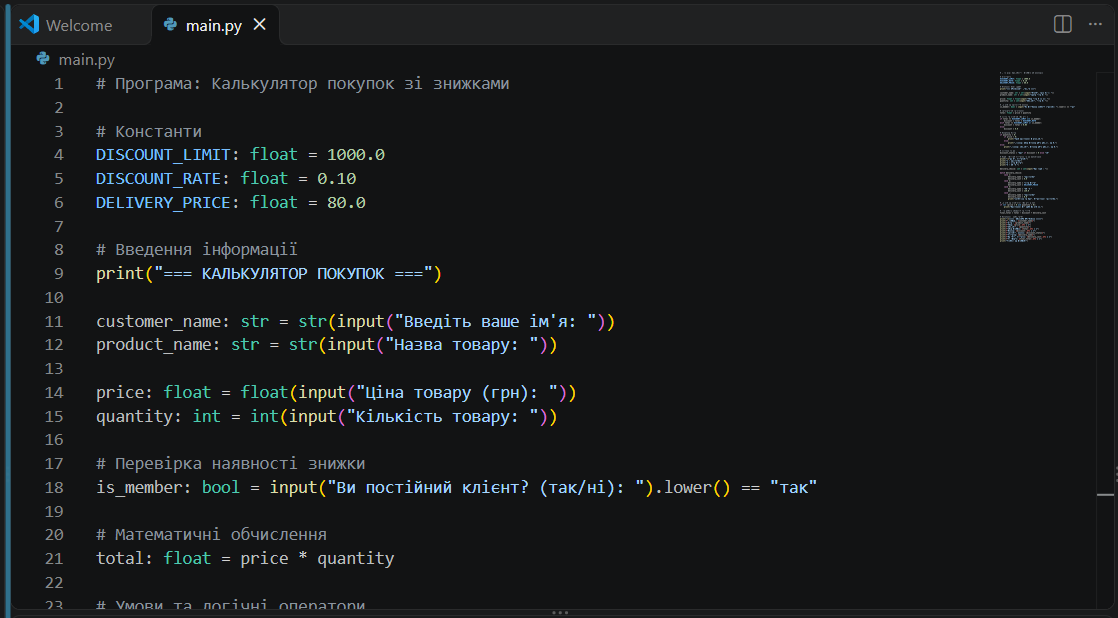 Welcome
main.py
main.py
1 # Програма: Калькулятор покупок зі знижками
2
3 # Константи
4 DISCOUNT_LIMIT: float = 1000.0
5 DISCOUNT_RATE: float = 0.10
6 DELIVERY_PRICE: float = 80.0
7
8 # Введення інформації
9 print("=== КАЛЬКУЛЯТОР ПОКУПОК ===")
10
11 customer_name: str = str(input("Введіть ваше ім'я: "))
12 product_name: str = str(input("Назва товару: "))
13
14 price: float = float(input("Ціна товару (грн): "))
15 quantity: int = int(input("Кількість товару: "))
16
17 # Перевірка наявності знижки
18 is_member: bool = input("Ви постійний клієнт? (так/ні): ").lower() == "так"
19
20 # Математичні обчислення
21 total: float = price * quantity
22
23 # Умови та логічні оператори